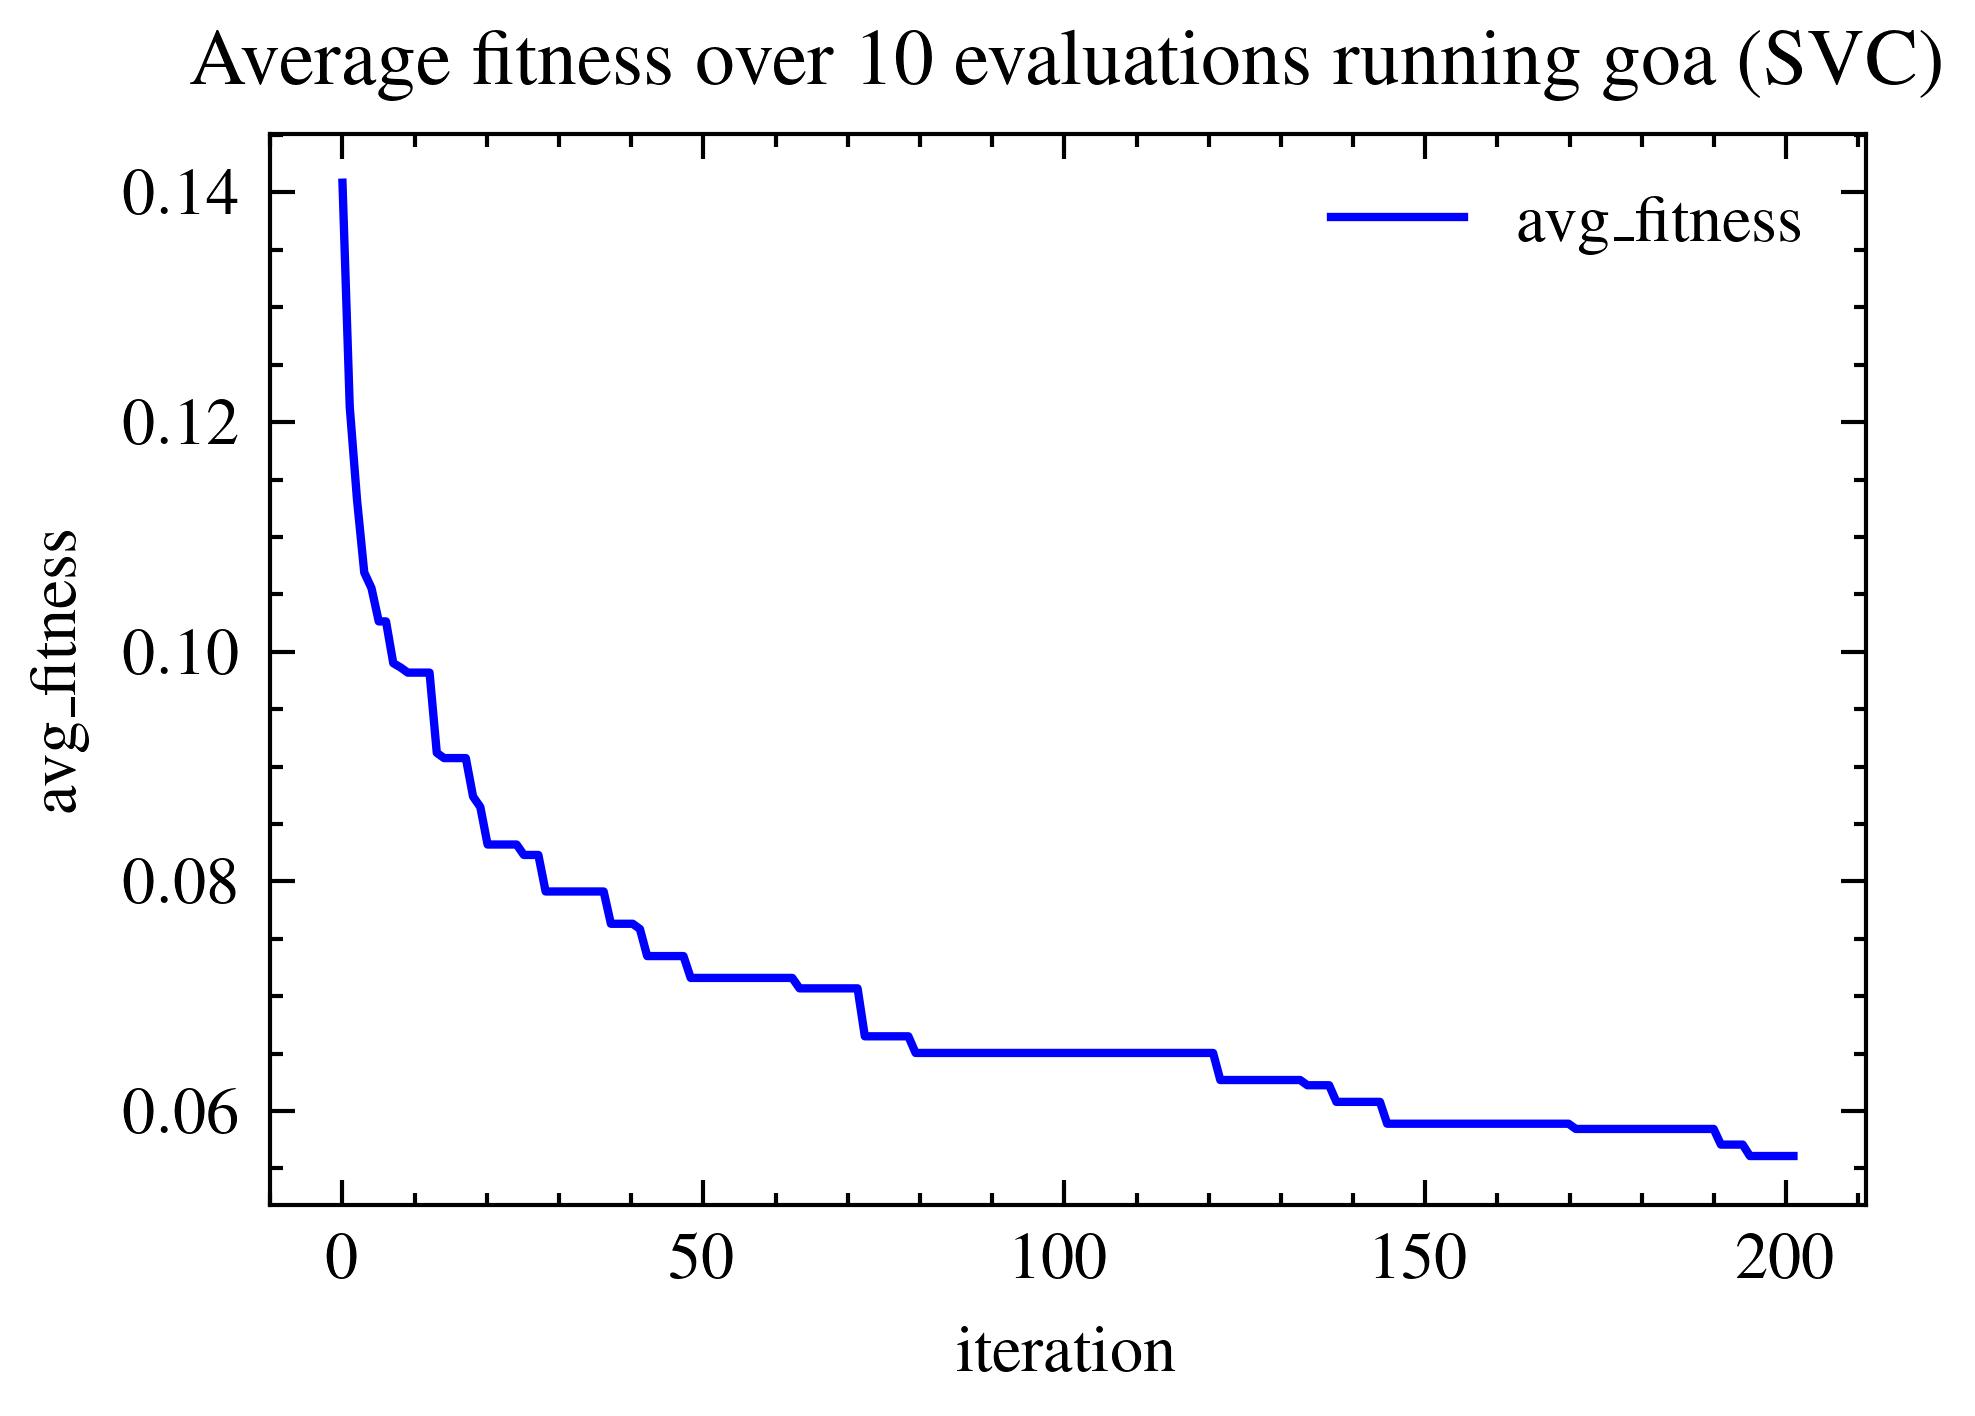 Average fitness over 10 evaluations running goa (SVC)
avg_fitness
0.14
0.12
0.10
0.08
0.06
avg_fitness
0 50 100 150 200
iteration